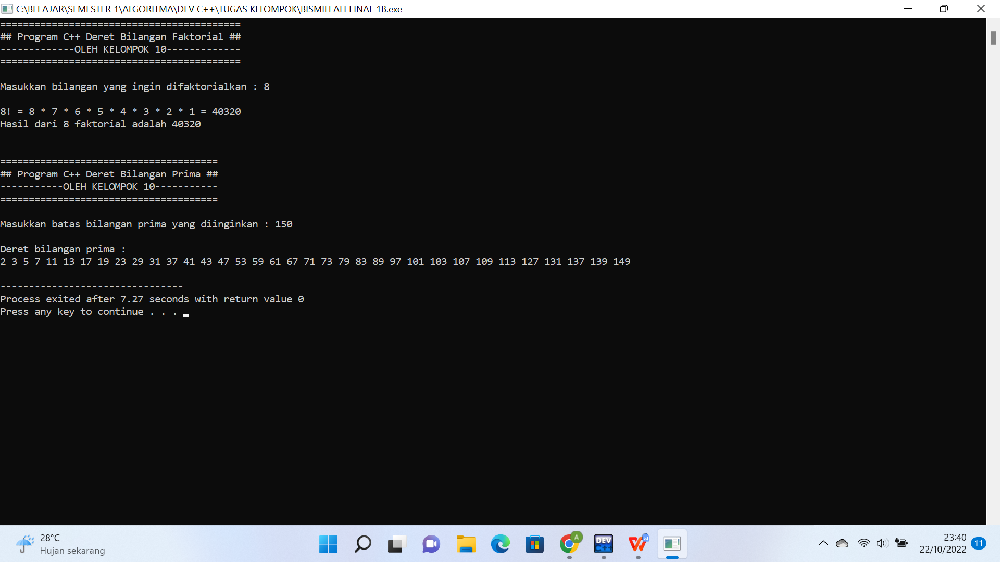 C:\BELAJAR\SEMESTER 1\ALGORITMA\DEV C++\TUGAS KELOMPOK\BISMILLAH FINAL 1B.exe
==========================================
## Program C++ Deret Bilangan Faktorial ##
-------------OLEH KELOMPOK 10-------------
==========================================
Masukkan bilangan yang ingin difaktorialkan : 8
8! = 8 * 7 * 6 * 5 * 4 * 3 * 2 * 1 = 40320
Hasil dari 8 faktorial adalah 40320
======================================
## Program C++ Deret Bilangan Prima ##
-----------OLEH KELOMPOK 10-----------
======================================
Masukkan batas bilangan prima yang diinginkan : 150
Deret bilangan prima :
2 3 5 7 11 13 17 19 23 29 31 37 41 43 47 53 59 61 67 71 73 79 83 89 97 101 103 107 109 113 127 131 137 139 149
--------------------------------
Process exited after 7.27 seconds with return value 0
Press any key to continue . . .
28°C
Hujan sekarang
A
DEV
C++
W
23:40
22/10/2022
11